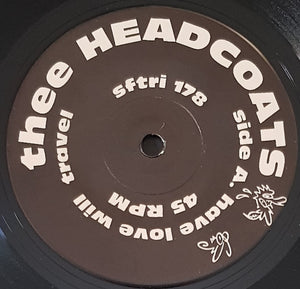 thee HEADCOATS
sftri 178
side A. have love will travel
45 RPM